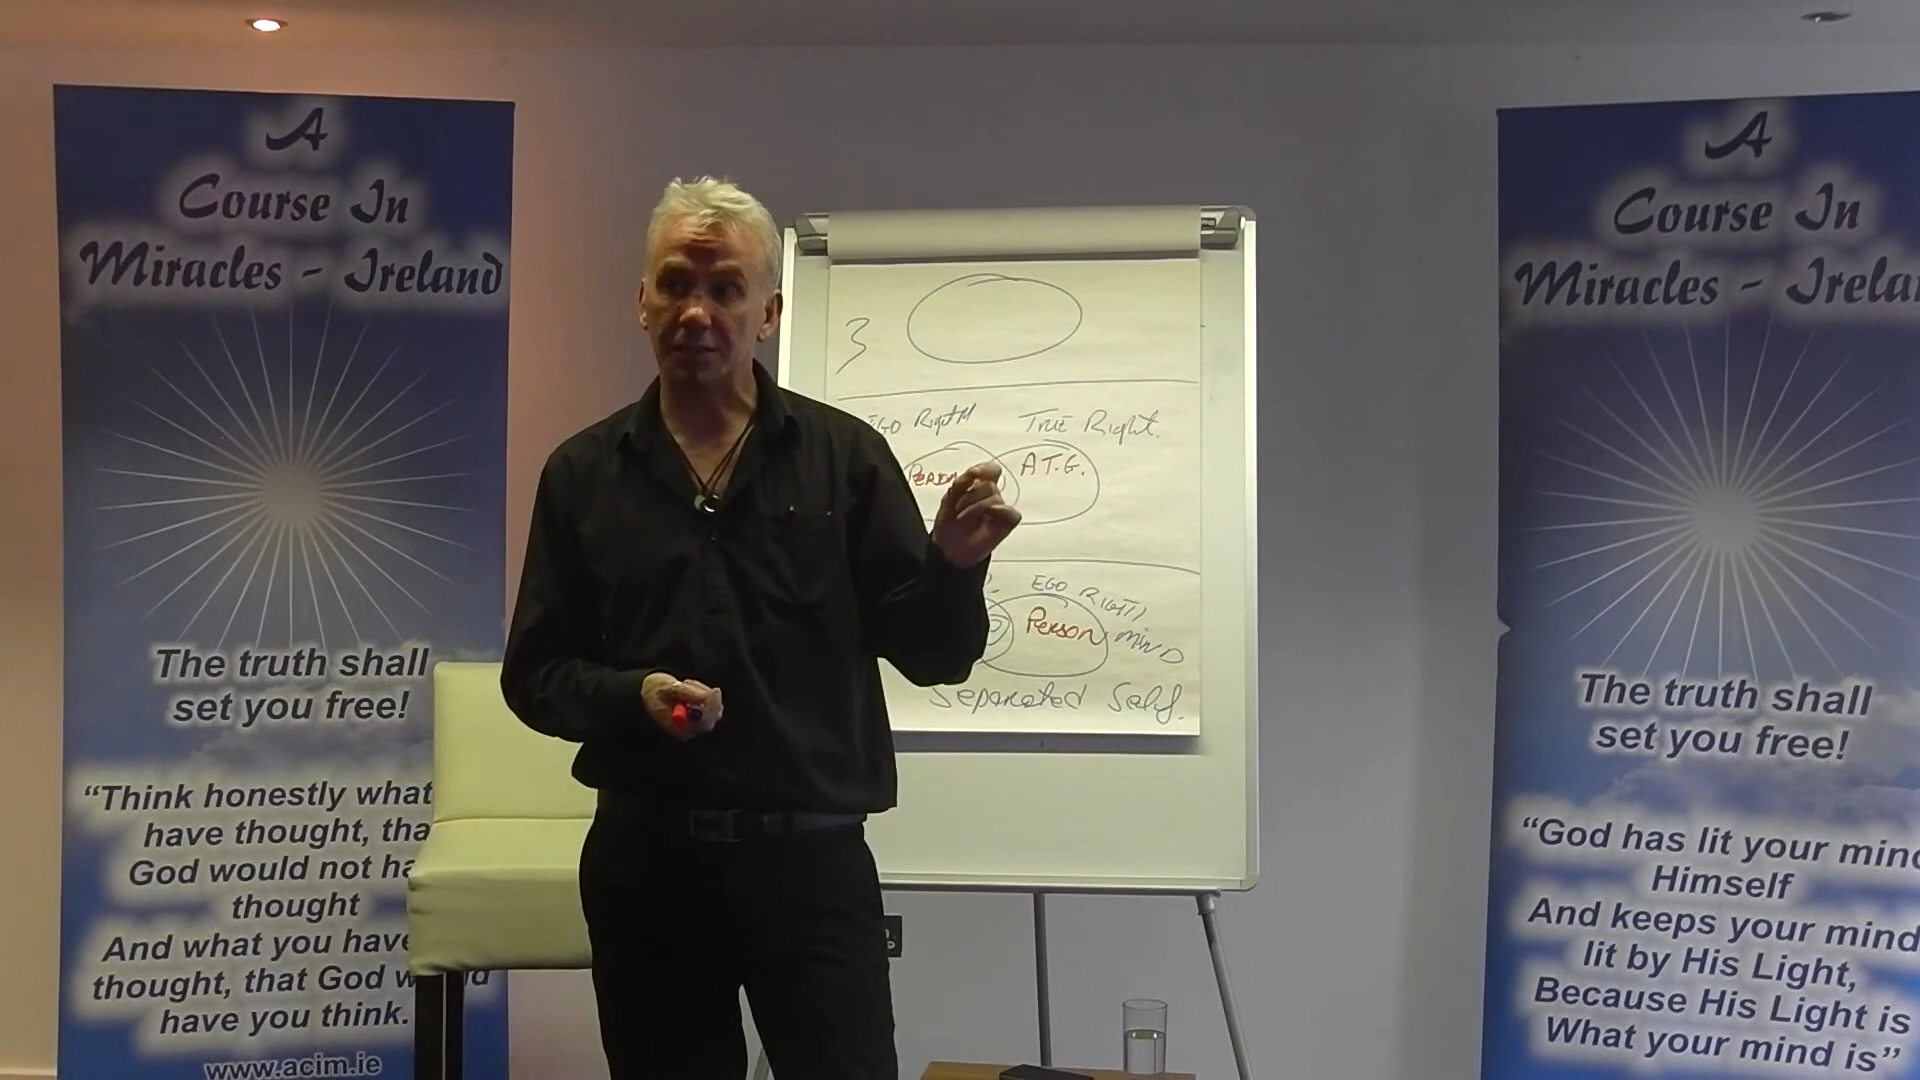 A
Course In
Miracles - Ireland
The truth shall
set you free!
“Think honestly what
have thought, tha
God would not ha
thought
And what you have
thought, that God w
have you think.
www.acim.ie
3
EGO Right
True Right.
PERSON
A T.G.
EGO RIGHT
PERSON
MIND
Separated Self.
A
Course In
Miracles - Irela
The truth shall
set you free!
“God has lit your mind
Himself
And keeps your mind
lit by His Light,
Because His Light is
What your mind is”